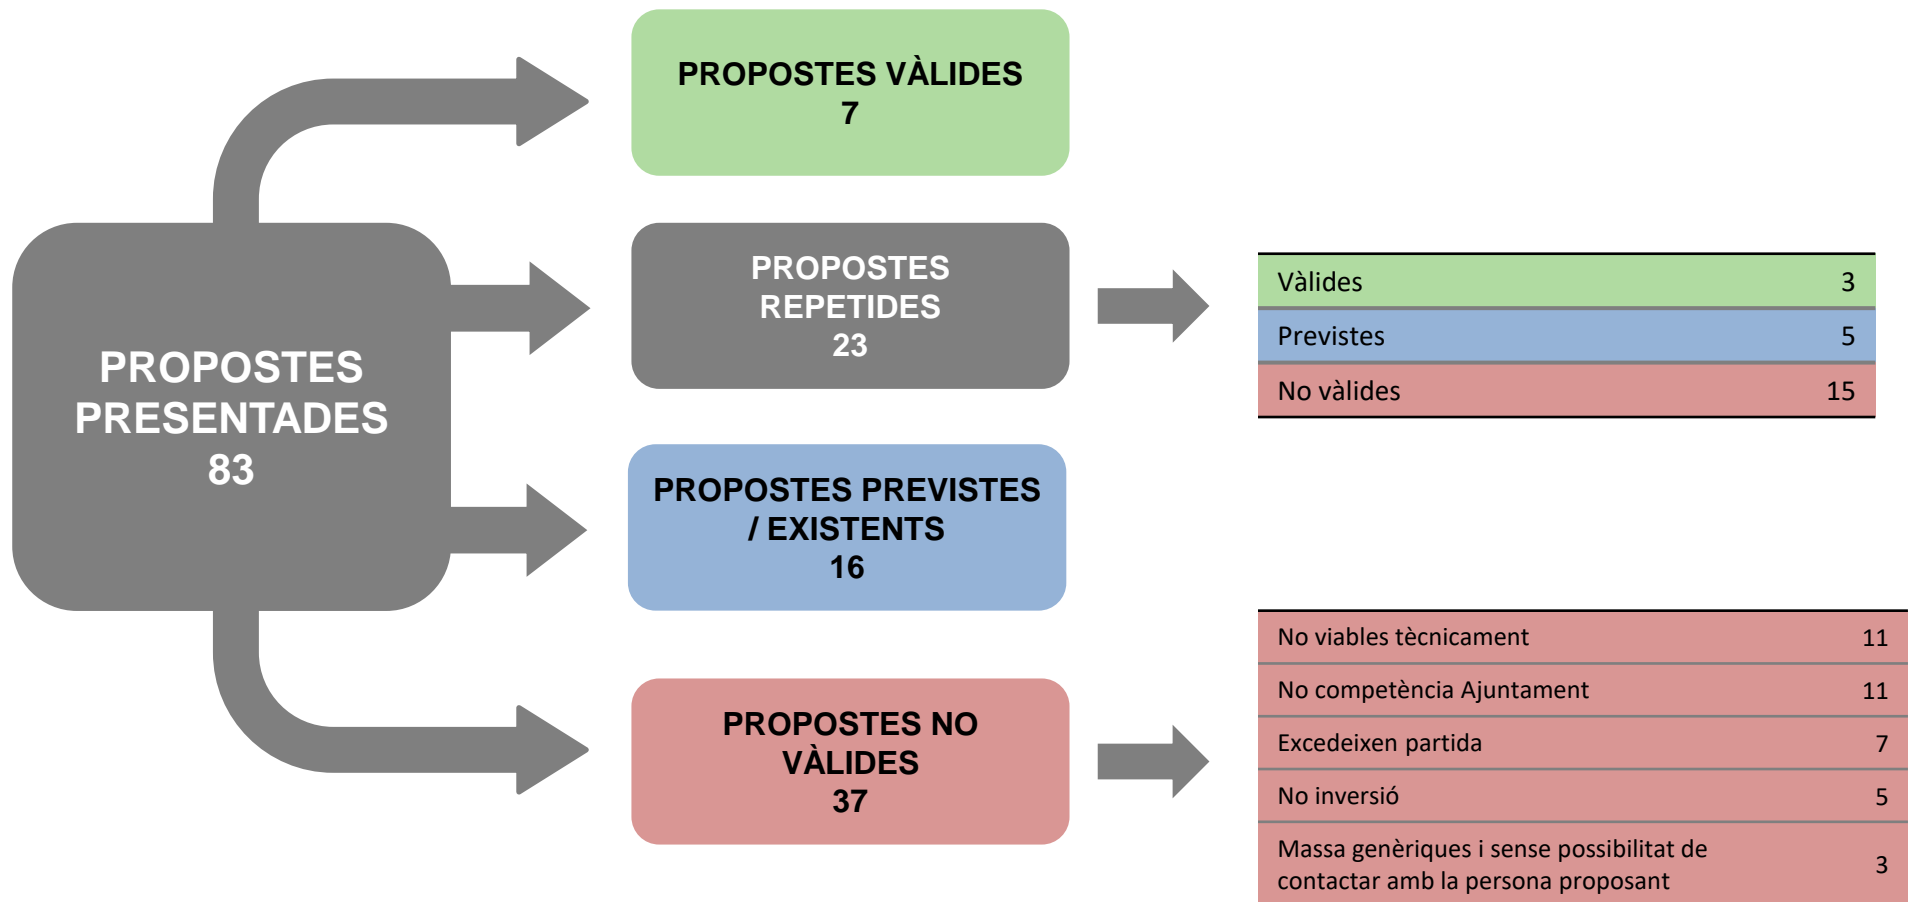 PROPOSTES
PRESENTADES
83
PROPOSTES VÀLIDES
7
PROPOSTES
REPETIDES
23
Vàlides 3
Previstes 5
No vàlides 15
PROPOSTES PREVISTES
/ EXISTENTS
16
PROPOSTES NO
VÀLIDES
37
No viables tècnicament 11
No competència Ajuntament 11
Excedeixen partida 7
No inversió 5
Massa genèriques i sense possibilitat de
contactar amb la persona proposant 3